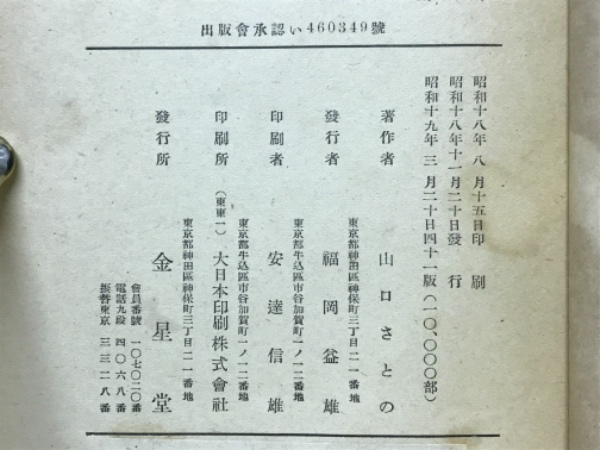 出版會承認い460349號
昭和十八年八月十五日印刷
昭和十八年十一月二十日發行
昭和十九年三月二十日四十一版(一〇、〇〇〇部)
著作者 山口さとの
東京都神田區神保町三丁目二一番地
發行者 福岡益雄
東京都牛込區市谷加賀町一ノ一二番地
印刷者 安達信雄
東京都牛込區市谷加賀町一ノ一二番地
印刷所 (東東一) 大日本印刷株式會社
東京都神田區神保町三丁目二一番地
發行所 金星堂
會員番號 一〇七〇二〇番
電話九段 四〇六八番
振替東京 三三二八番